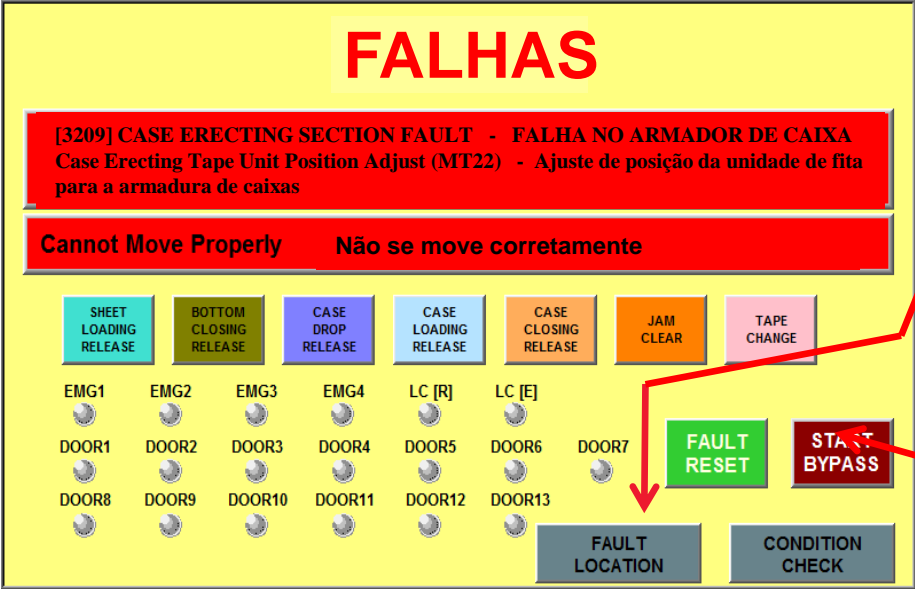 FALHAS
[3209] CASE ERECTING SECTION FAULT - FALHA NO ARMADOR DE CAIXA
Case Erecting Tape Unit Position Adjust (MT22) - Ajuste de posição da unidade de fita
para a armadura de caixas
Cannot Move Properly Não se move corretamente
SHEET
LOADING
RELEASE
BOTTOM
CLOSING
RELEASE
CASE
DROP
RELEASE
CASE
LOADING
RELEASE
CASE
CLOSING
RELEASE
JAM
CLEAR
TAPE
CHANGE
EMG1 EMG2 EMG3 EMG4 LC [R] LC [E]
DOOR1 DOOR2 DOOR3 DOOR4 DOOR5 DOOR6 DOOR7
DOOR8 DOOR9 DOOR10 DOOR11 DOOR12 DOOR13
FAULT
RESET
START
BYPASS
FAULT
LOCATION
CONDITION
CHECK